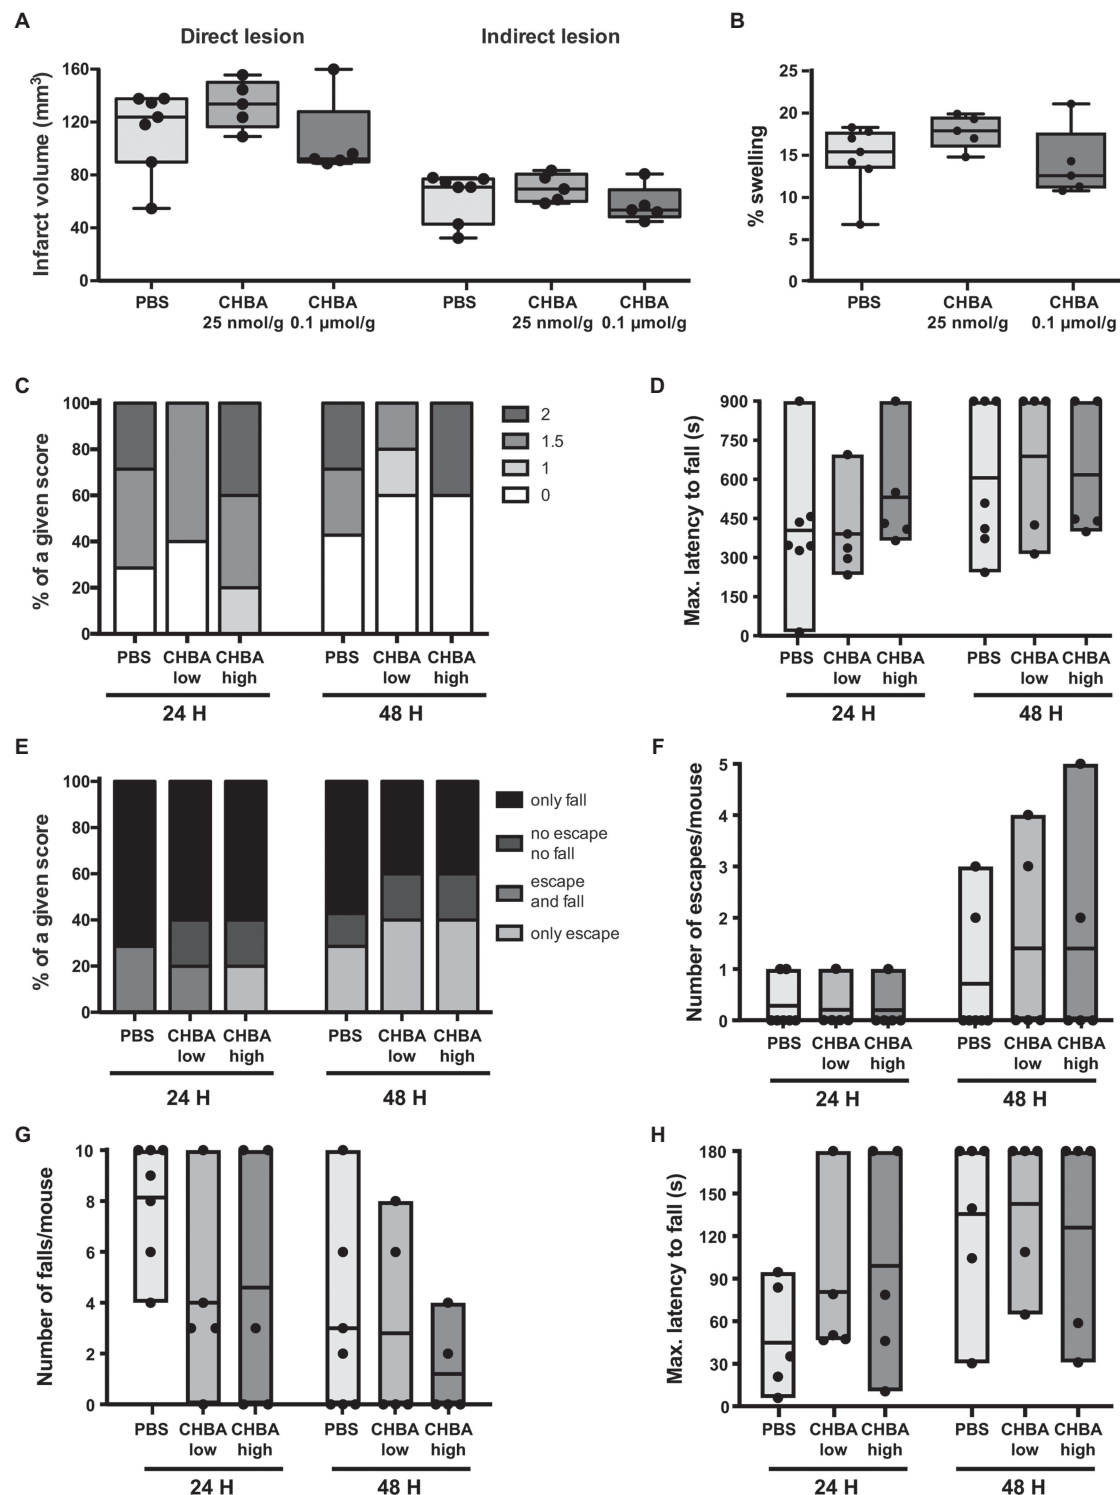 A
Direct lesion
Indirect lesion
Infarct volume (mm³)
160
120
80
40
0
PBS
CHBA
25 nmol/g
CHBA
0.1 µmol/g
PBS
CHBA
25 nmol/g
CHBA
0.1 µmol/g
B
% swelling
25
20
15
10
5
0
PBS
CHBA
25 nmol/g
CHBA
0.1 µmol/g
C
% of a given score
100
80
60
40
20
0
PBS
CHBA
low
CHBA
high
24 H
PBS
CHBA
low
CHBA
high
48 H
2
1.5
1
0
D
Max. latency to fall (s)
900
750
600
450
300
150
0
PBS
CHBA
low
CHBA
high
24 H
PBS
CHBA
low
CHBA
high
48 H
E
% of a given score
100
80
60
40
20
0
PBS
CHBA
low
CHBA
high
24 H
PBS
CHBA
low
CHBA
high
48 H
only fall
no escape
no fall
escape
and fall
only escape
F
Number of escapes/mouse
5
4
3
2
1
0
PBS
CHBA
low
CHBA
high
24 H
PBS
CHBA
low
CHBA
high
48 H
G
Number of falls/mouse
10
8
6
4
2
0
PBS
CHBA
low
CHBA
high
24 H
PBS
CHBA
low
CHBA
high
48 H
H
Max. latency to fall (s)
180
150
120
90
60
30
0
PBS
CHBA
low
CHBA
high
24 H
PBS
CHBA
low
CHBA
high
48 H